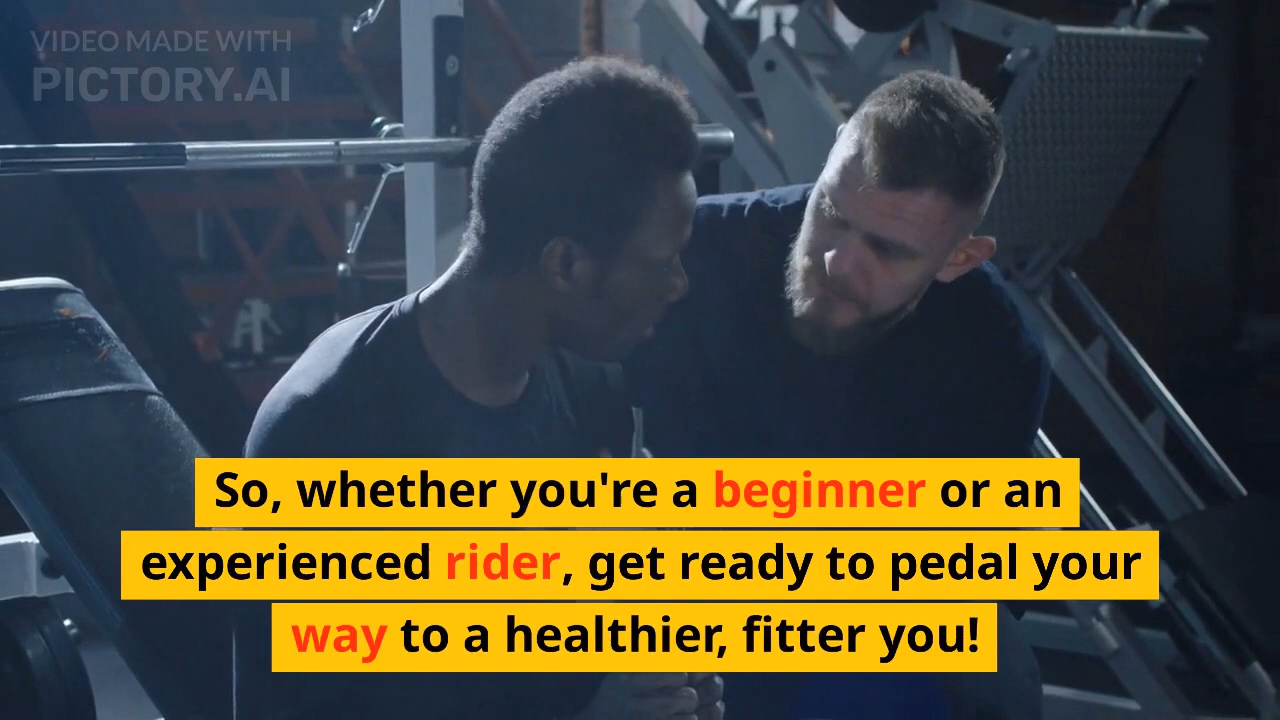 VIDEO MADE WITH
PICTORY.AI
So, whether you're a beginner or an
experienced rider, get ready to pedal your
way to a healthier, fitter you!